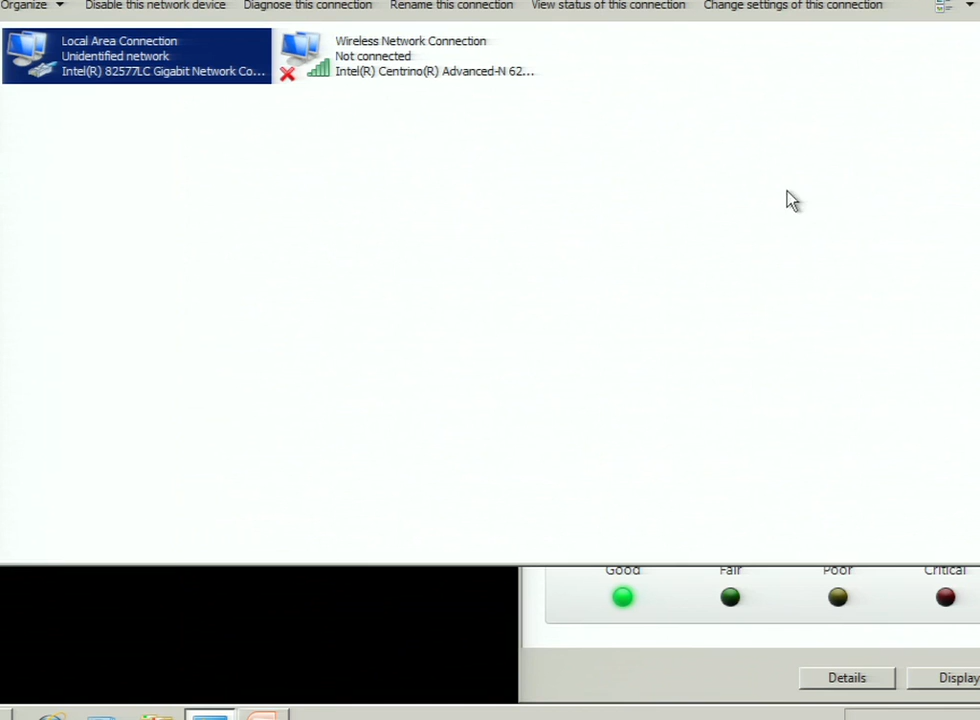 Organize Disable this network device Diagnose this connection Rename this connection View status of this connection Change settings of this connection
Local Area Connection
Unidentified network
Intel(R) 82577LC Gigabit Network Co...
Wireless Network Connection
Not connected
Intel(R) Centrino(R) Advanced-N 62...
Good Fair Poor Critical
Details Display